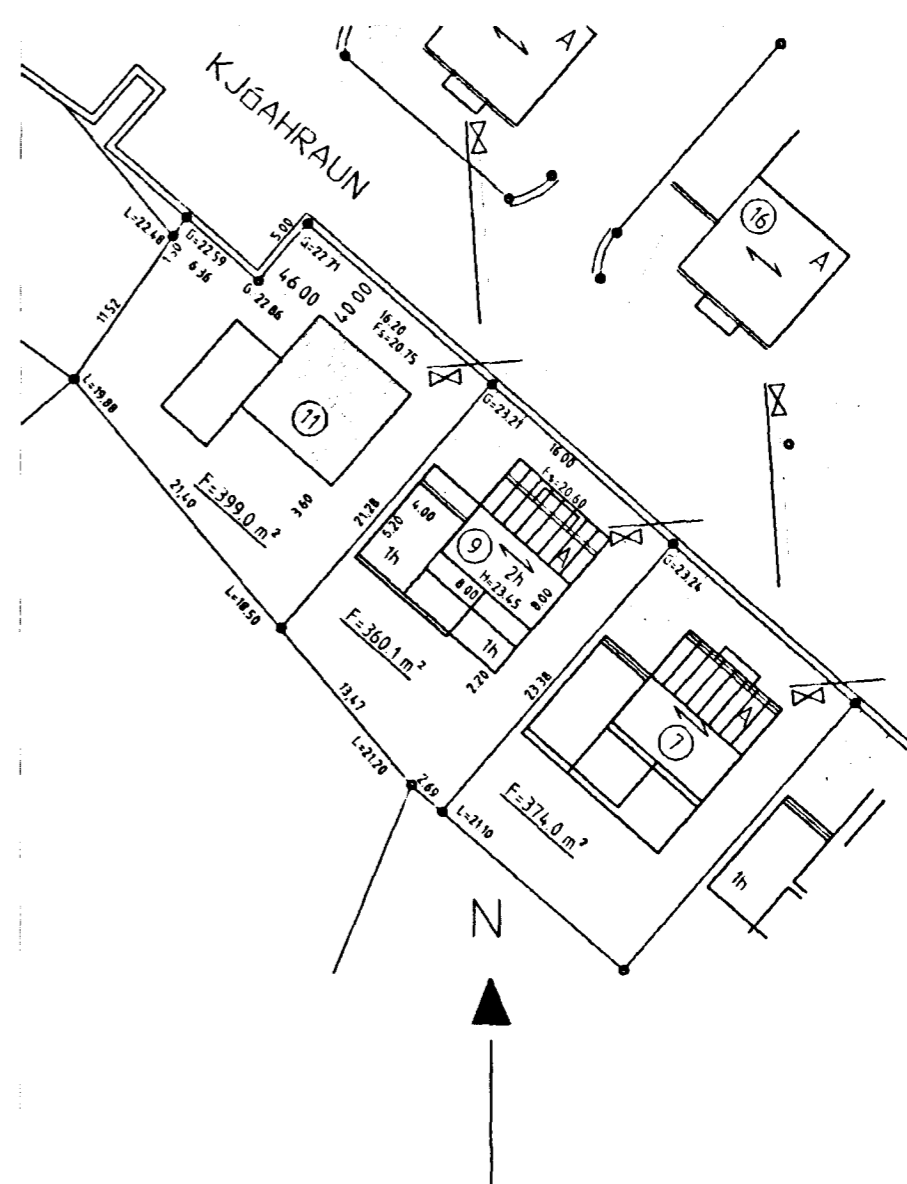 KJÓAHRAUN
A
16
A
L=22.48
1.50
G=22.59
6.36
G=22.86
5.00
G=22.71
46.00
40.00
16.20
Fs=20.75
11.52
L=19.88
11
F=399.0 m²
3.60
21.40
21.28
L=18.50
G=23.21
16.00
Fs=20.60
4.00
5.20
1h
9
2h
H=23.45
8.00
8.00
A
1h
2.20
F=360.1 m²
13.47
L=21.20
2.69
L=21.10
23.38
G=23.24
A
7
F=374.0 m²
1h
N